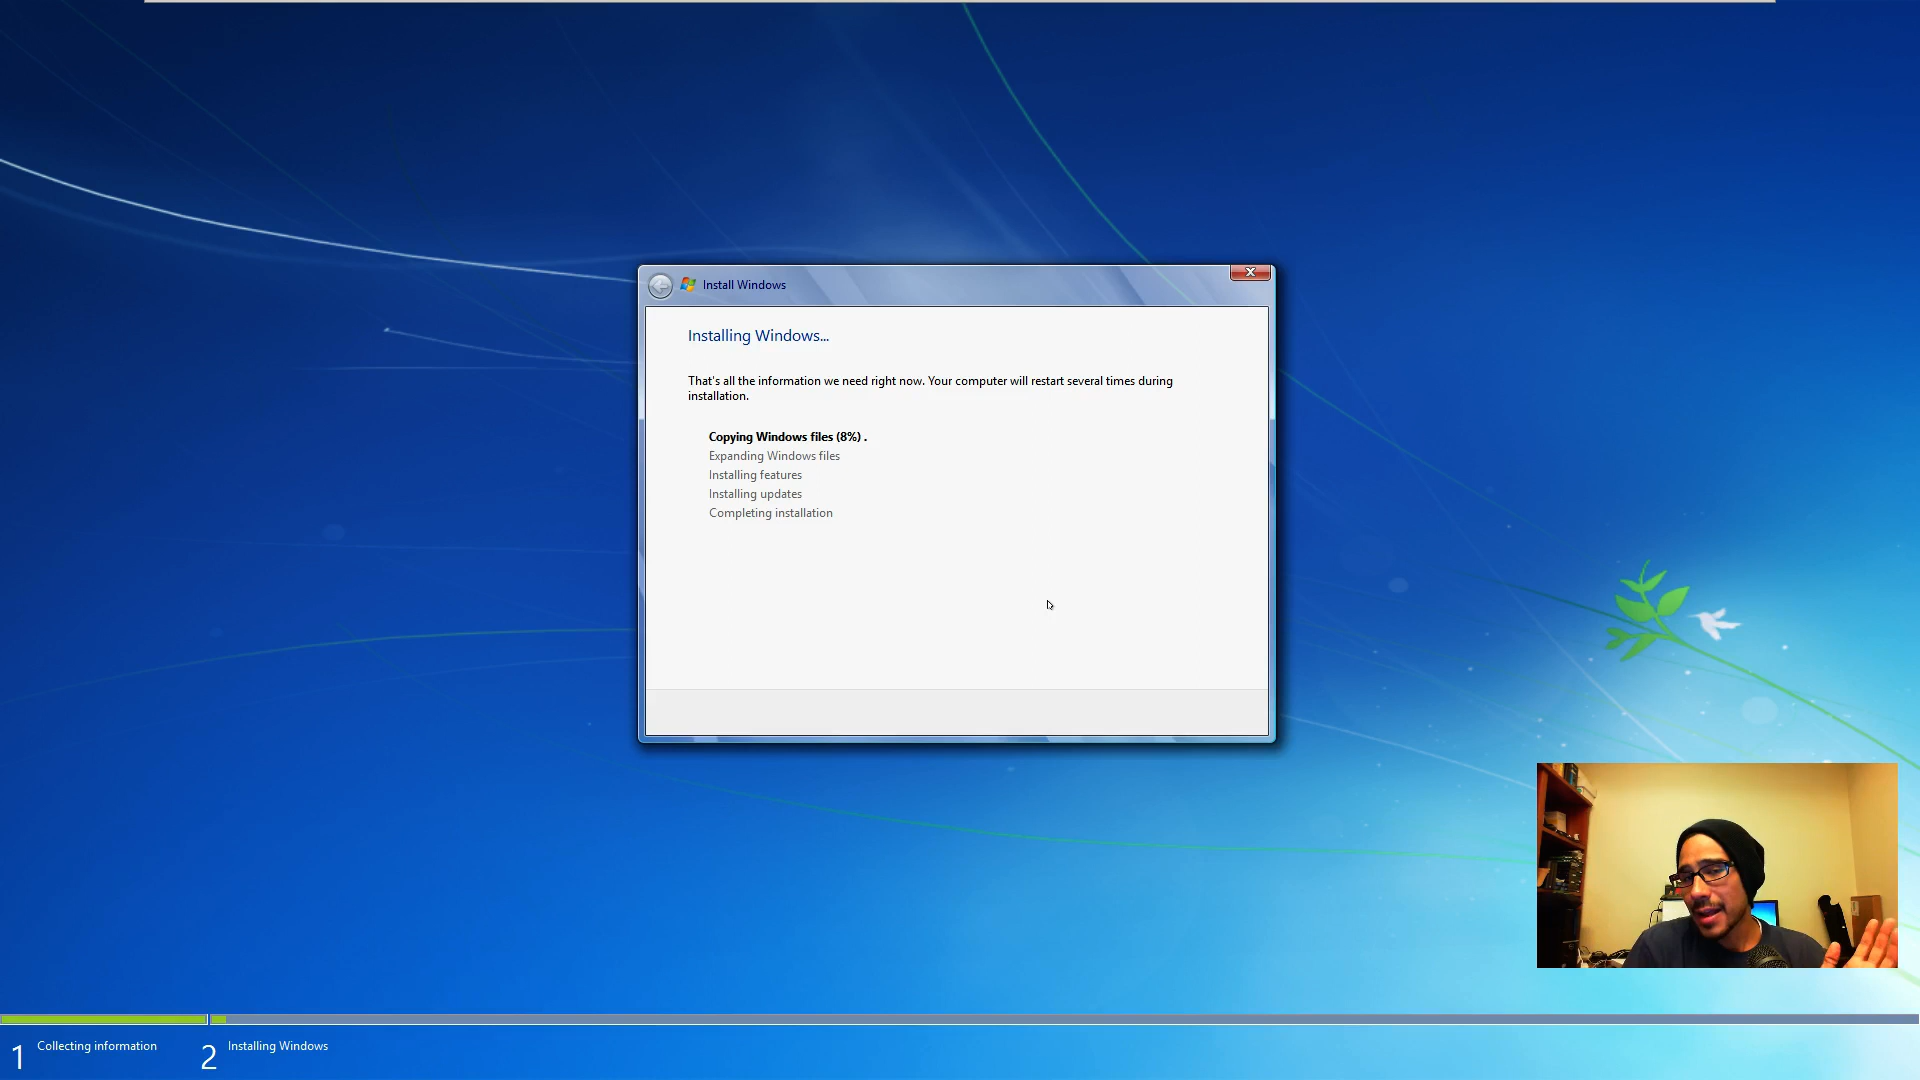 Install Windows
Installing Windows...
That's all the information we need right now. Your computer will restart several times during
installation.
Copying Windows files (8%) .
Expanding Windows files
Installing features
Installing updates
Completing installation
1 Collecting information
2 Installing Windows